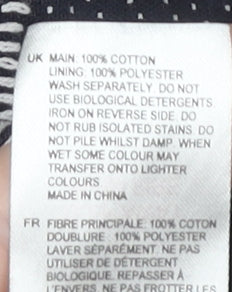 UK MAIN: 100% COTTON
LINING: 100% POLYESTER
WASH SEPARATELY. DO NOT
USE BIOLOGICAL DETERGENTS.
IRON ON REVERSE SIDE. DO
NOT RUB ISOLATED STAINS. DO
NOT PILE WHILST DAMP. WHEN
WET SOME COLOUR MAY
TRANSFER ONTO LIGHTER
COLOURS
MADE IN CHINA
FR FIBRE PRINCIPALE: 100% COTON
DOUBLURE : 100% POLYESTER
LAVER SÉPARÉMENT. NE PAS
UTILISER DE DÉTERGENT
BIOLOGIQUE. REPASSER À
L'ENVERS. NE PAS FROTTER LES